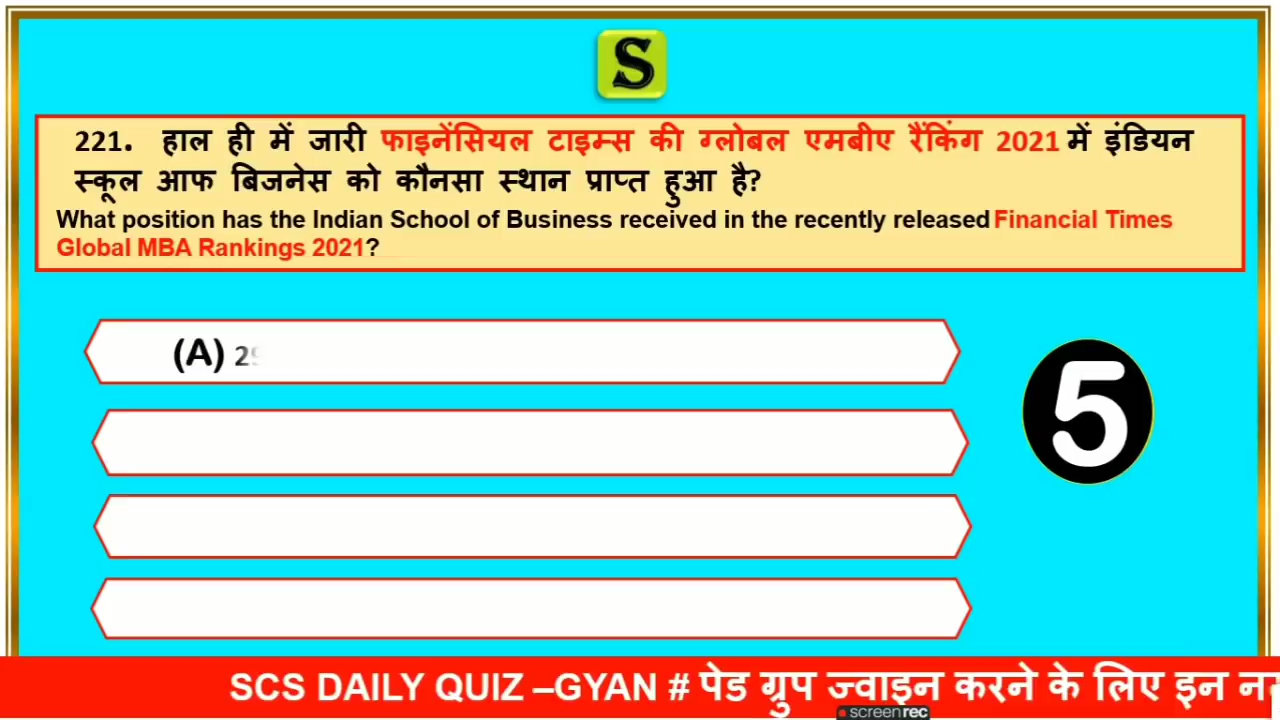 S
221. हाल ही में जारी फाइनेंसियल टाइम्स की ग्लोबल एमबीए रैंकिंग 2021 में इंडियन
स्कूल आफ बिजनेस को कौनसा स्थान प्राप्त हुआ है?
What position has the Indian School of Business received in the recently released Financial Times
Global MBA Rankings 2021?
(A)
5
SCS DAILY QUIZ –GYAN # पेड ग्रुप ज्वाइन करने के लिए इन
screenrec